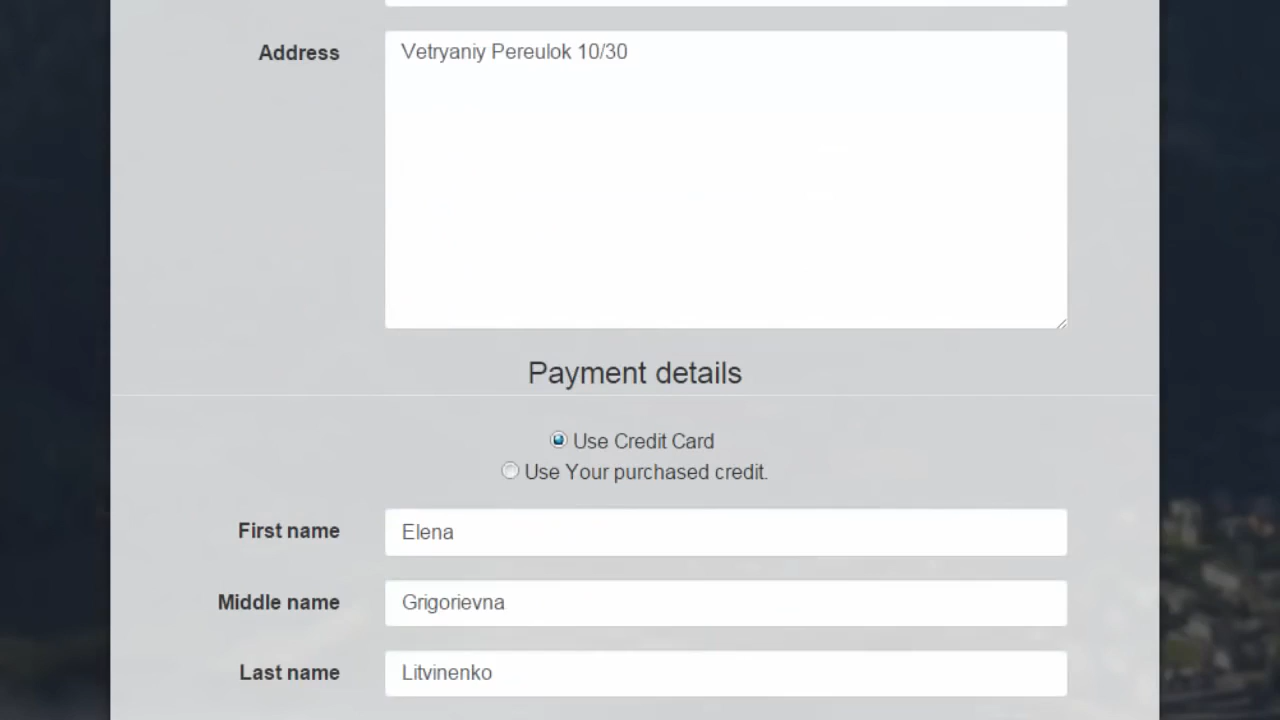 Address
Vetryaniy Pereulok 10/30
Payment details
Use Credit Card
Use Your purchased credit.
First name
Elena
Middle name
Grigorievna
Last name
Litvinenko